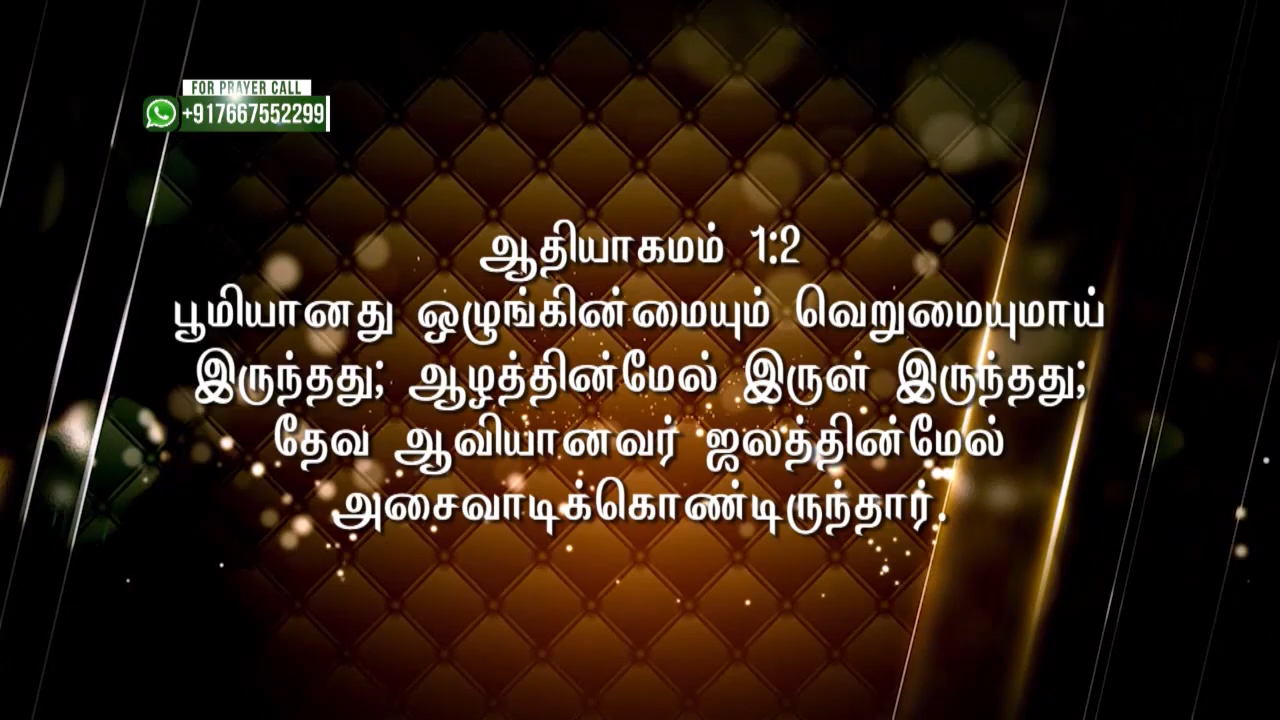 FOR PRAYER CALL
+917667552299
ஆதியாகமம் 1:2
பூமியானது ஒழுங்கின்மையும் வெறுமையுமாய்
இருந்தது; ஆழத்தின்மேல் இருள் இருந்தது;
தேவ ஆவியானவர் ஜலத்தின்மேல்
அசைவாடிக்கொண்டிருந்தார்.